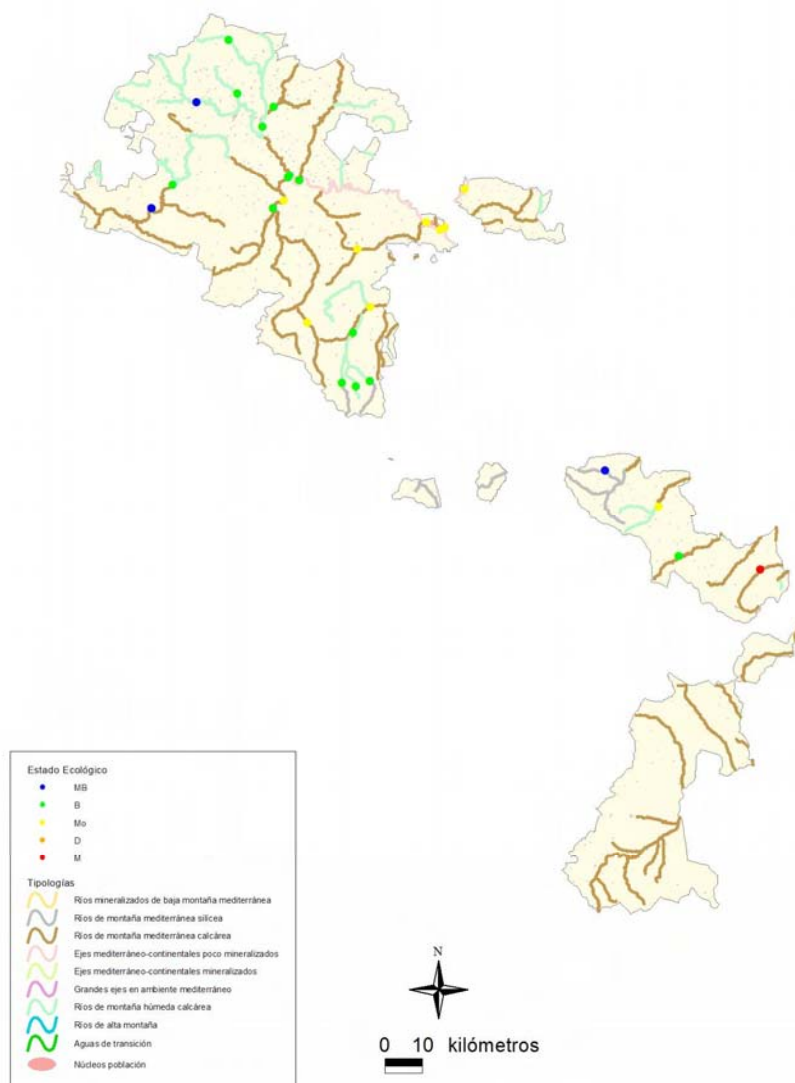 Estado Ecológico
MB
B
Mo
D
M
Tipologías
Ríos mineralizados de baja montaña mediterránea
Ríos de montaña mediterránea silícea
Ríos de montaña mediterránea calcárea
Ejes mediterráneo-continentales poco mineralizados
Ejes mediterráneo-continentales mineralizados
Grandes ejes en ambiente mediterráneo
Ríos de montaña húmeda calcárea
Ríos de alta montaña
Aguas de transición
Núcleos población
N
0 10 kilómetros